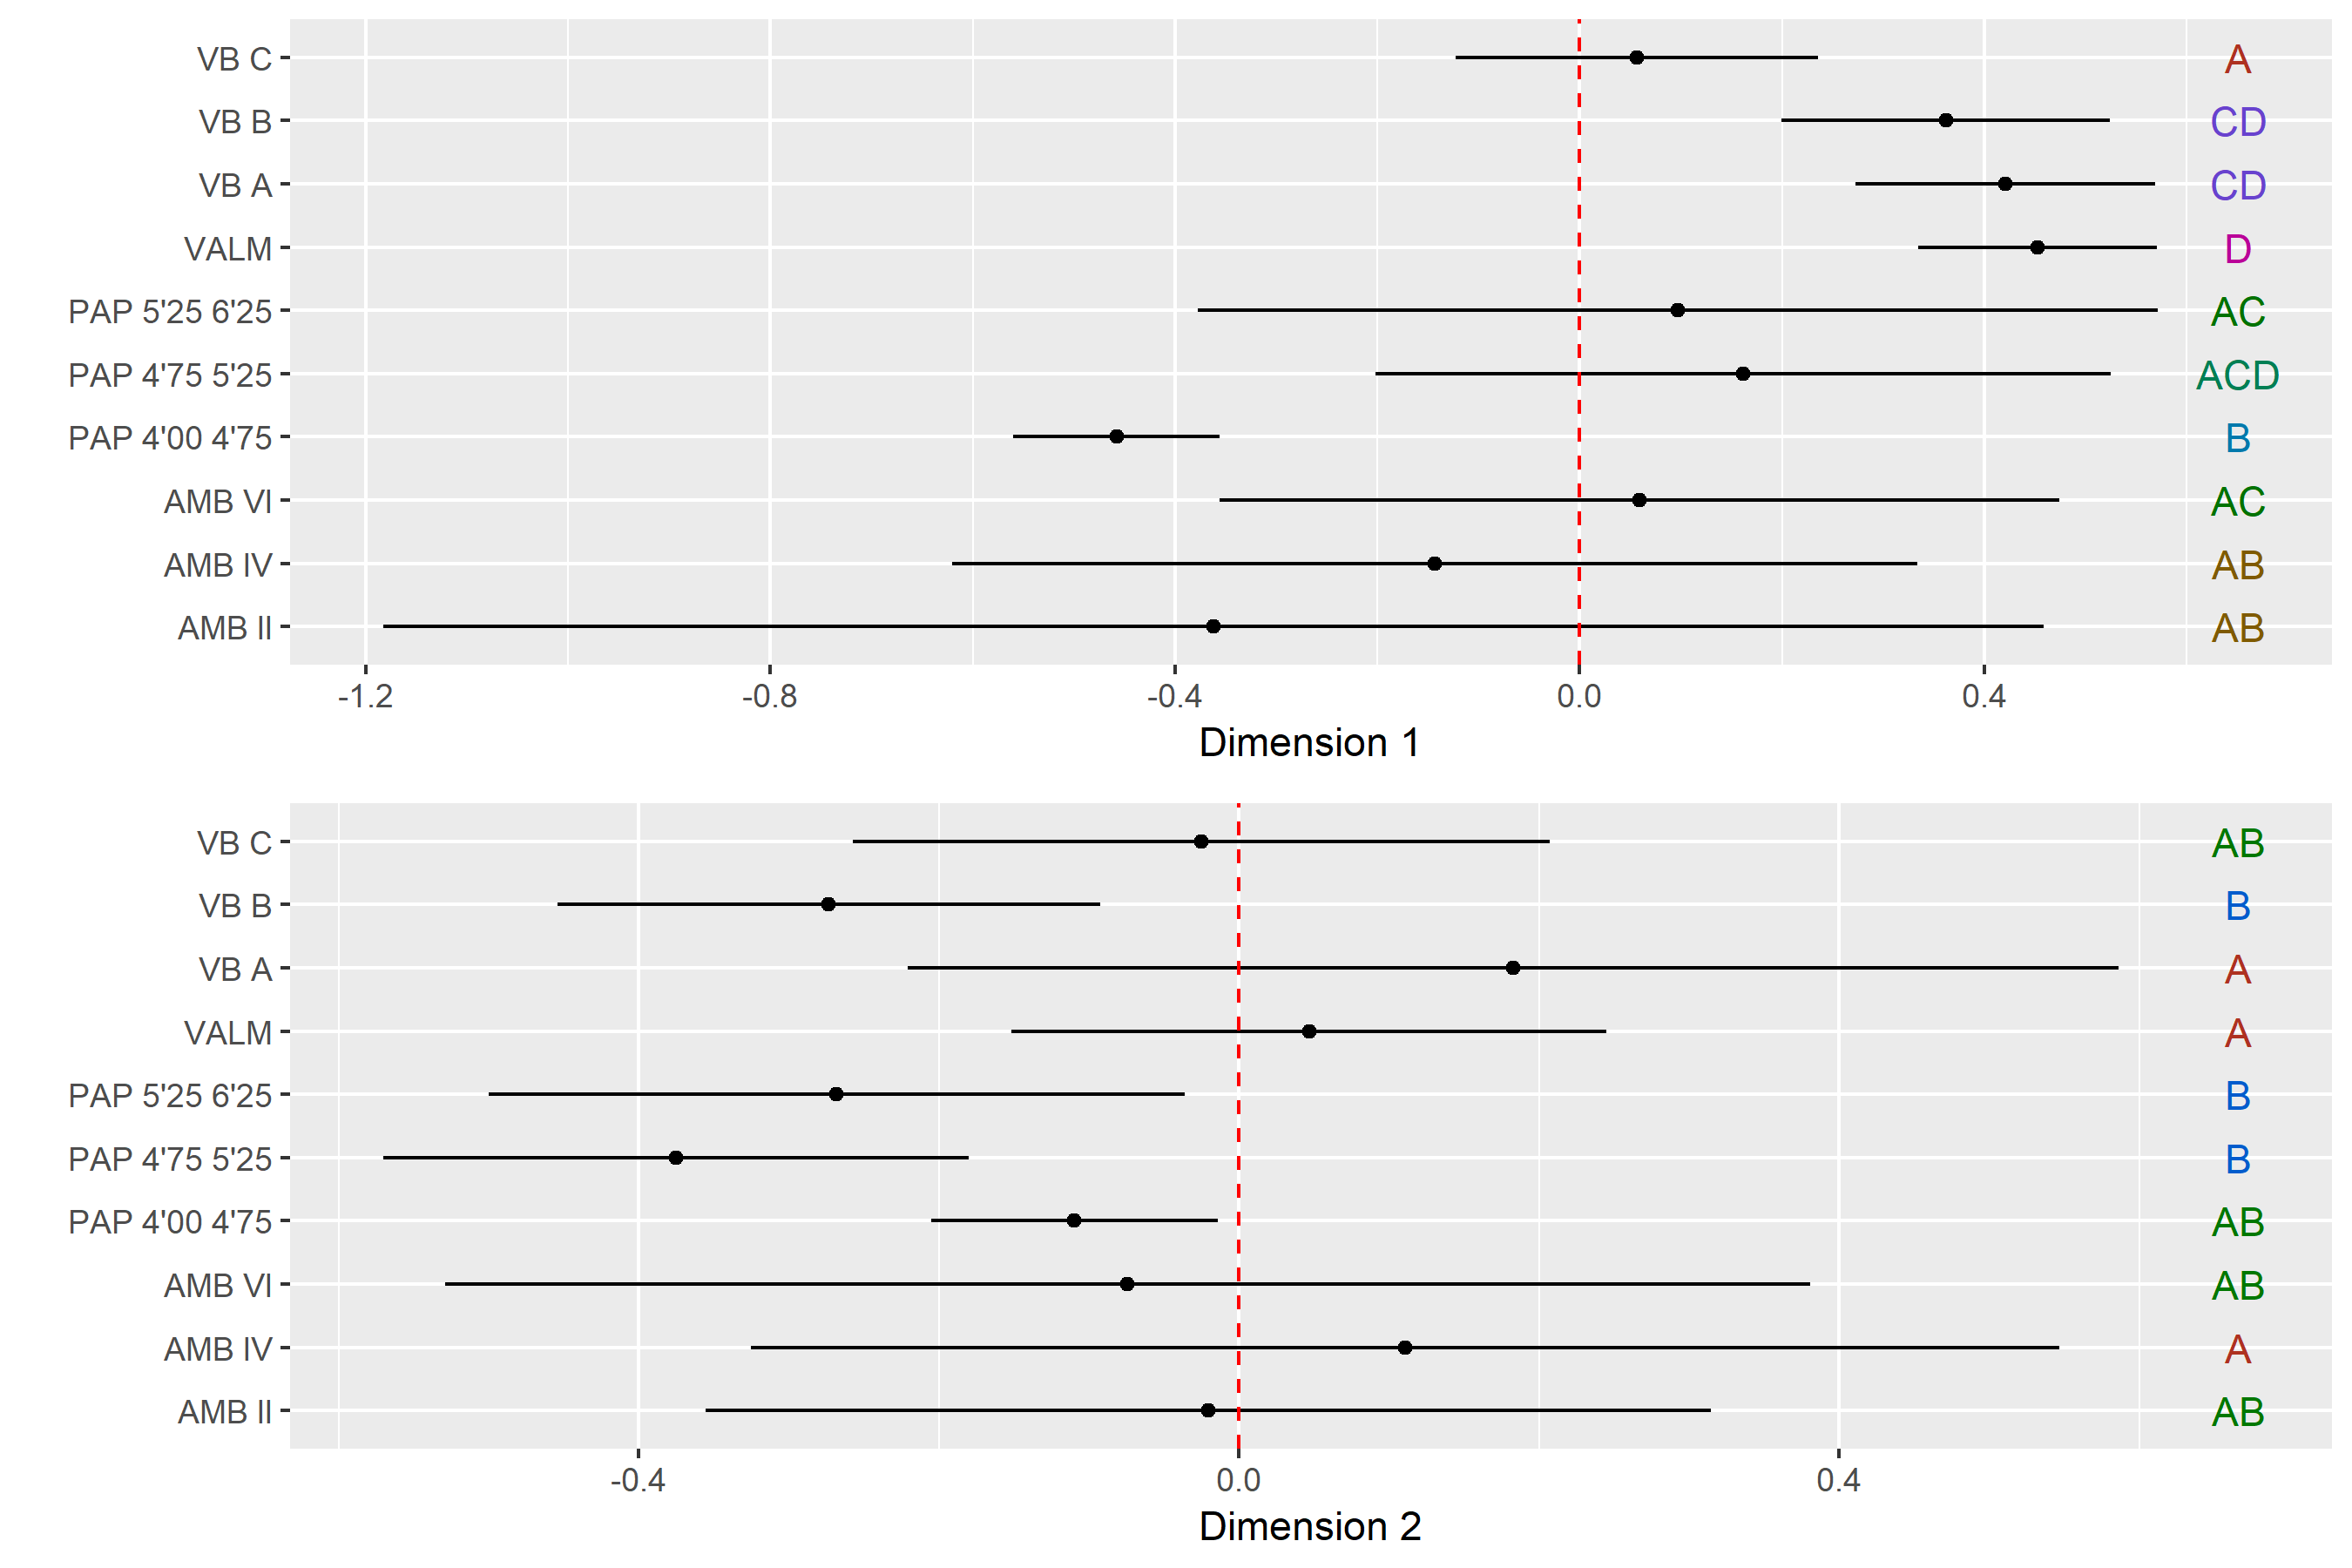 VB C A
VB B CD
VB A CD
VALM D
PAP 5'25 6'25 AC
PAP 4'75 5'25 ACD
PAP 4'00 4'75 B
AMB VI AC
AMB IV AB
AMB II AB
-1.2 -0.8 -0.4 0.0 0.4
Dimension 1
VB C AB
VB B B
VB A A
VALM A
PAP 5'25 6'25 B
PAP 4'75 5'25 B
PAP 4'00 4'75 AB
AMB VI AB
AMB IV A
AMB II AB
-0.4 0.0 0.4
Dimension 2